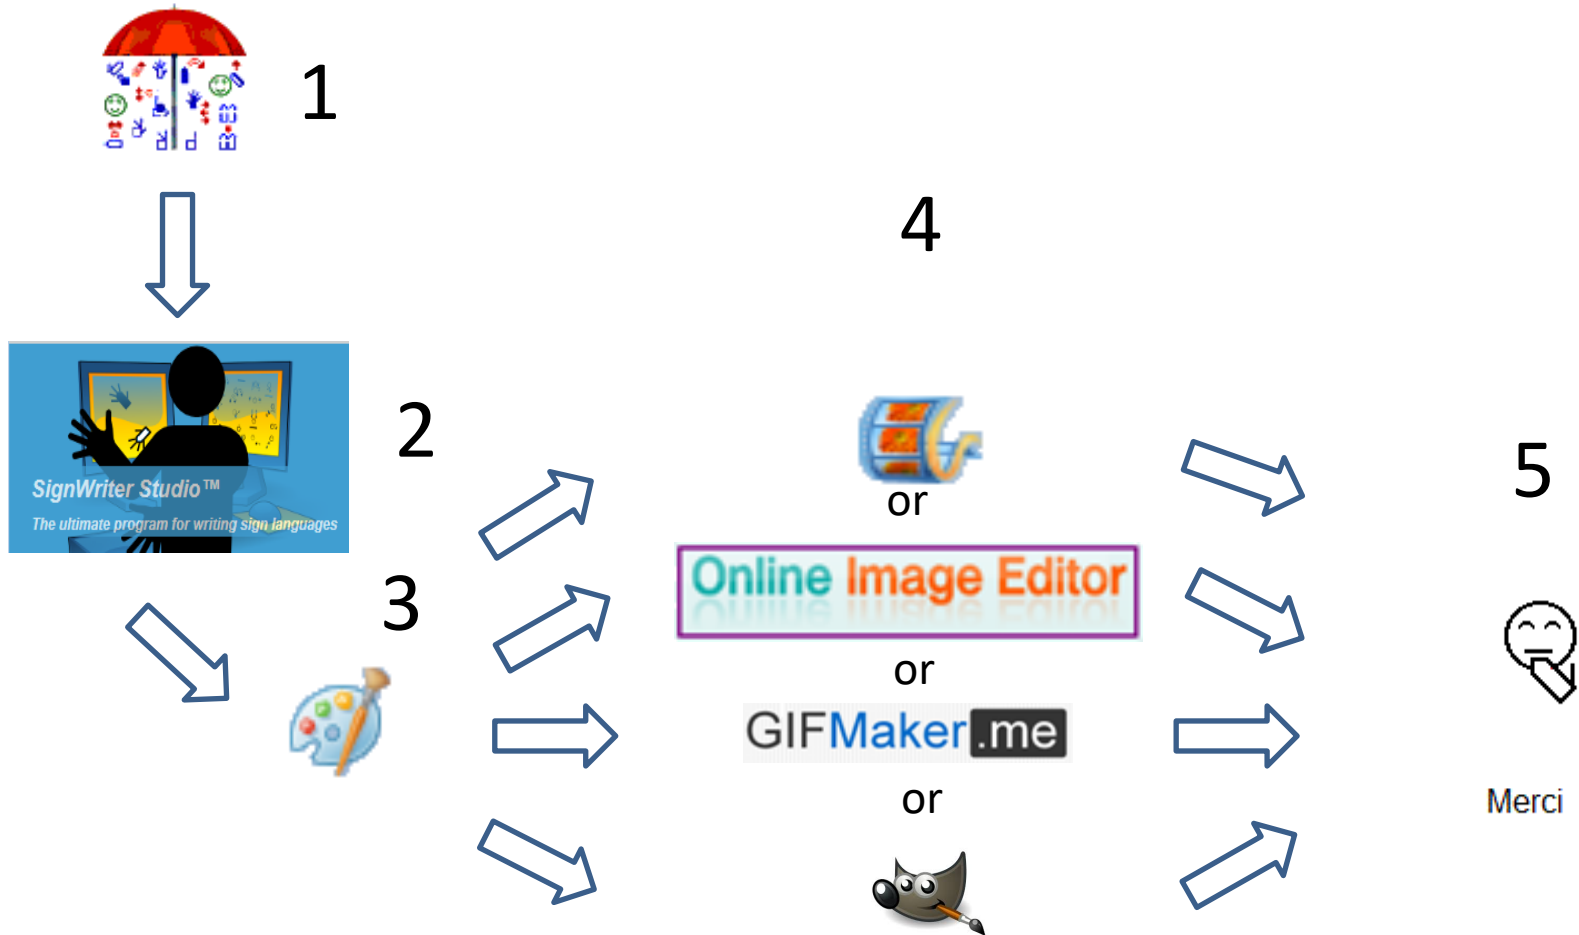 1
4
2
SignWriter Studio™
The ultimate program for writing sign languages
3
or
5
Online Image Editor
or
GIFMaker.me
or
Merci